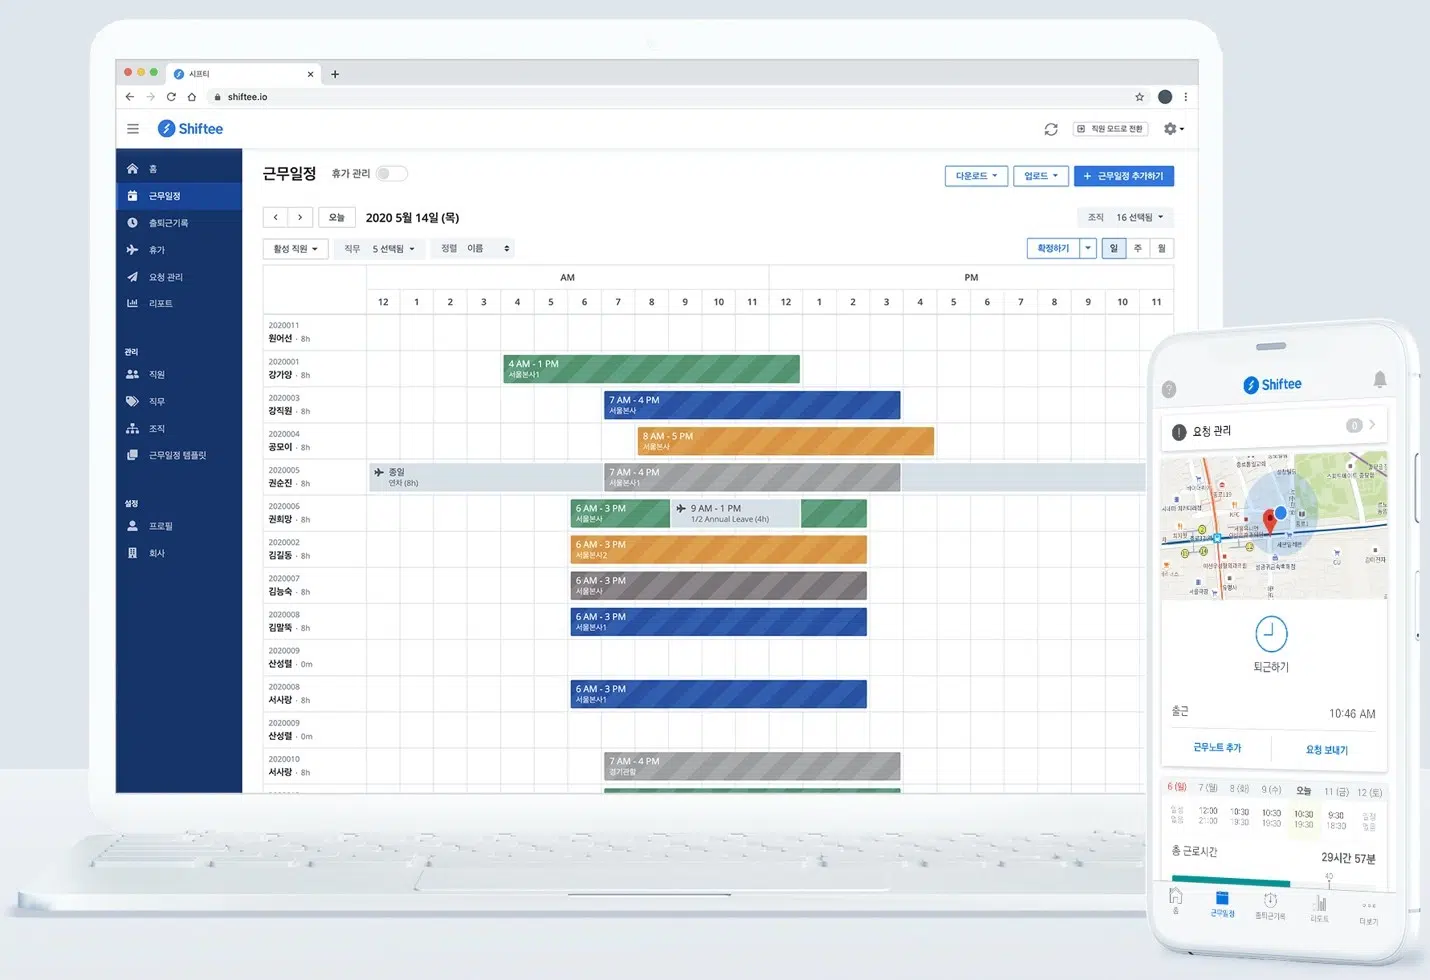 시프티
shiftee.io
Shiftee
직원 모드로 전환
홈
근무일정
출퇴근기록
휴가
요청 관리
리포트
관리
직원
직무
조직
근무일정 템플릿
설정
프로필
회사
근무일정 휴가 관리
다운로드 업로드 + 근무일정 추가하기
오늘 2020 5월 14일 (목)
조직 16 선택됨
활성 직원 직무 5 선택됨 정렬 이름
확정하기 일 주 월
AM PM
12 1 2 3 4 5 6 7 8 9 10 11 12 1 2 3 4 5 6 7 8 9 10 11
2020011
원어선 · 8h
2020001
강가양 · 8h
4 AM - 1 PM
서울본사1
2020003
강직원 · 8h
7 AM - 4 PM
서울본사
2020004
공모이 · 8h
8 AM - 5 PM
서울본사
2020005
권순진 · 8h
종일
연차 (8h)
7 AM - 4 PM
서울본사1
2020006
권희망 · 8h
6 AM - 3 PM
서울본사
9 AM - 1 PM
1/2 Annual Leave (4h)
2020002
김길동 · 8h
6 AM - 3 PM
서울본사2
2020007
김능숙 · 8h
6 AM - 3 PM
서울본사
2020008
김말뚝 · 8h
6 AM - 3 PM
서울본사1
2020009
산성렬 · 0m
2020008
서사랑 · 8h
6 AM - 3 PM
서울본사1
2020009
산성렬 · 0m
2020010
서사랑 · 8h
7 AM - 4 PM
경기관할
Shiftee
요청 관리 0
KFC
CU
퇴근하기
출근 10:46 AM
근무노트 추가 요청 보내기
6 (일) 7 (월) 8 (화) 9 (수) 오늘 11 (금) 12 (토)
일정 12:00 10:30 10:30 10:30 9:30 일정
없음 21:00 19:30 19:30 19:30 18:30 없음
총 근로시간 29시간 57분
40
홈 근무일정 출퇴근기록 리포트 더보기